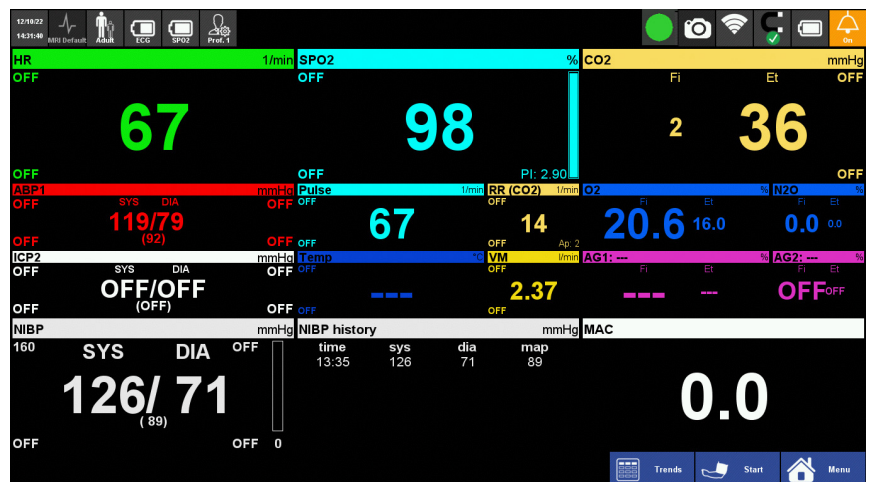 12/10/22
14:31:40
MRI Default
Adult
ECG
SPO2
Prof. 1
On
HR 1/min
OFF
67
OFF
SPO2 %
OFF
98
OFF PI: 2.90
CO2 mmHg
Fi Et OFF
2 36
OFF
ABP1 mmHg
OFF SYS DIA OFF
119/79
(92)
OFF OFF
Pulse 1/min
OFF
67
OFF
RR (CO2) 1/min
OFF
14
OFF Ap: 2
O2 %
Fi Et
20.6 16.0
N2O %
Fi Et
0.0 0.0
ICP2 mmHg
OFF SYS DIA OFF
OFF/OFF
(OFF)
OFF OFF
Temp °C
OFF
---
OFF
VM l/min
OFF
2.37
OFF
AG1: --- %
Fi Et
--- ---
AG2: --- %
Fi Et
OFF OFF
NIBP mmHg
160 SYS DIA OFF
126/ 71
( 89)
OFF OFF 0
NIBP history mmHg
time sys dia map
13:35 126 71 89
MAC
0.0
Trends
Start
Menu